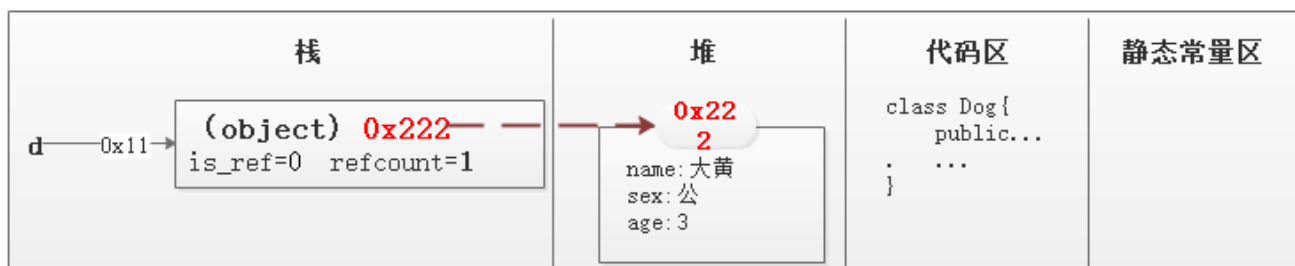 栈
堆
代码区
静态常量区
d
0x11
(object) 0x222
is_ref=0 refcount=1
0x22
2
name:大黄
sex:公
age:3
class Dog{
public...
. ...
}